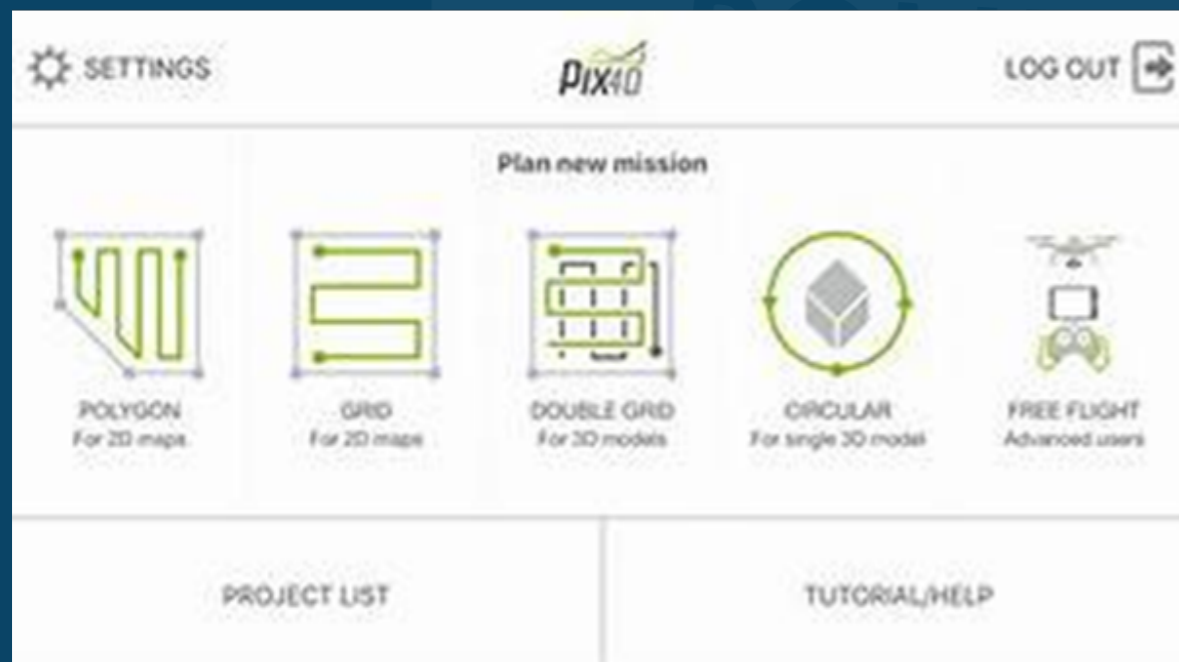 SETTINGS
PIX4D
LOG OUT
Plan new mission
POLYGON
For 2D maps
GRID
For 2D maps
DOUBLE GRID
For 3D models
CIRCULAR
For single 3D model
FREE FLIGHT
Advanced users
PROJECT LIST
TUTORIAL/HELP